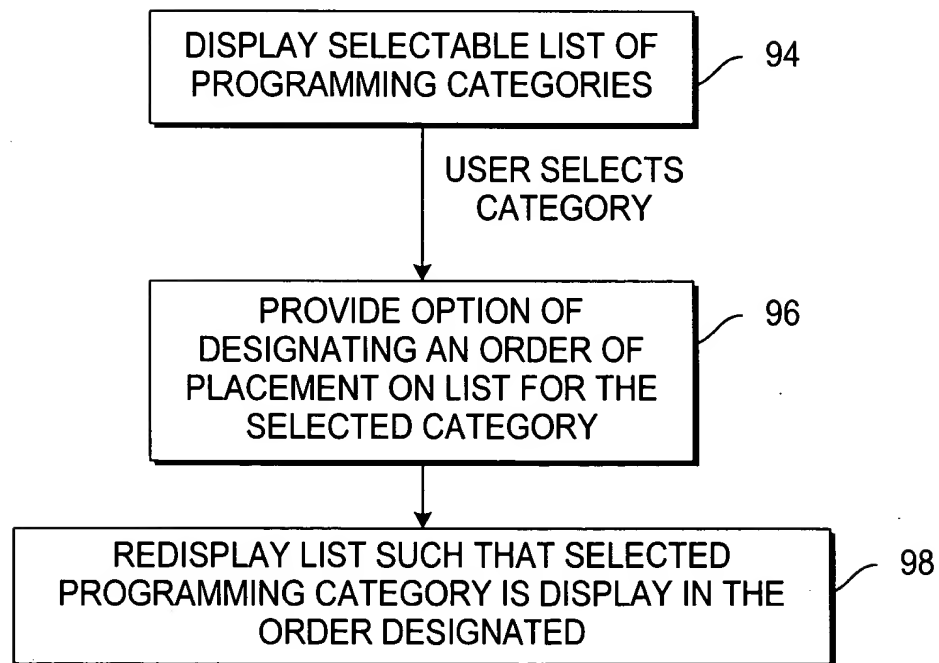 DISPLAY SELECTABLE LIST OF
PROGRAMMING CATEGORIES
94
USER SELECTS
CATEGORY
PROVIDE OPTION OF
DESIGNATING AN ORDER OF
PLACEMENT ON LIST FOR THE
SELECTED CATEGORY
96
REDISPLAY LIST SUCH THAT SELECTED
PROGRAMMING CATEGORY IS DISPLAY IN THE
ORDER DESIGNATED
98